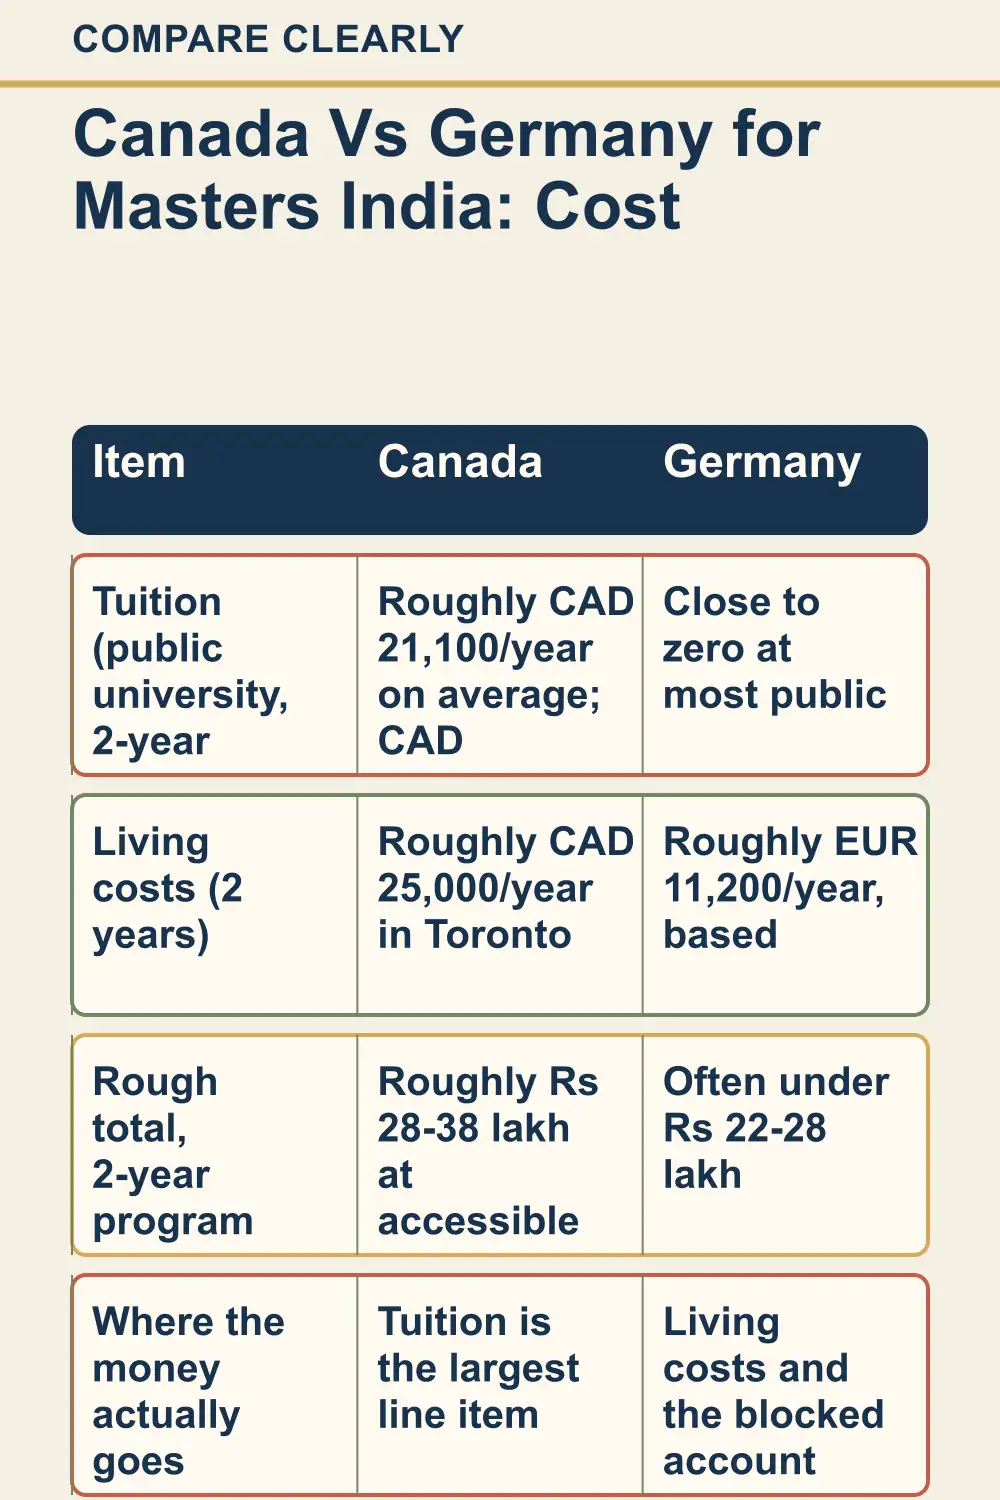 COMPARE CLEARLY
Canada Vs Germany for
Masters India: Cost
Item
Canada
Germany
Tuition
(public
university,
2-year
Roughly CAD
21,100/year
on average;
CAD
Close to
zero at
most public
Living
costs (2
years)
Roughly CAD
25,000/year
in Toronto
Roughly EUR
11,200/year,
based
Rough
total,
2-year
program
Roughly Rs
28-38 lakh
at
accessible
Often under
Rs 22-28
lakh
Where the
money
actually
goes
Tuition is
the largest
line item
Living
costs and
the blocked
account